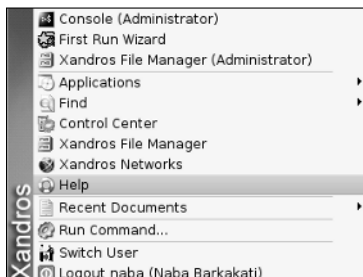 Console (Administrator)
First Run Wizard
Xandros File Manager (Administrator)
Applications
Find
Control Center
Xandros File Manager
Xandros Networks
Help
Recent Documents
Run Command...
Switch User
Logout naba (Naba Barkakati)
Xandros